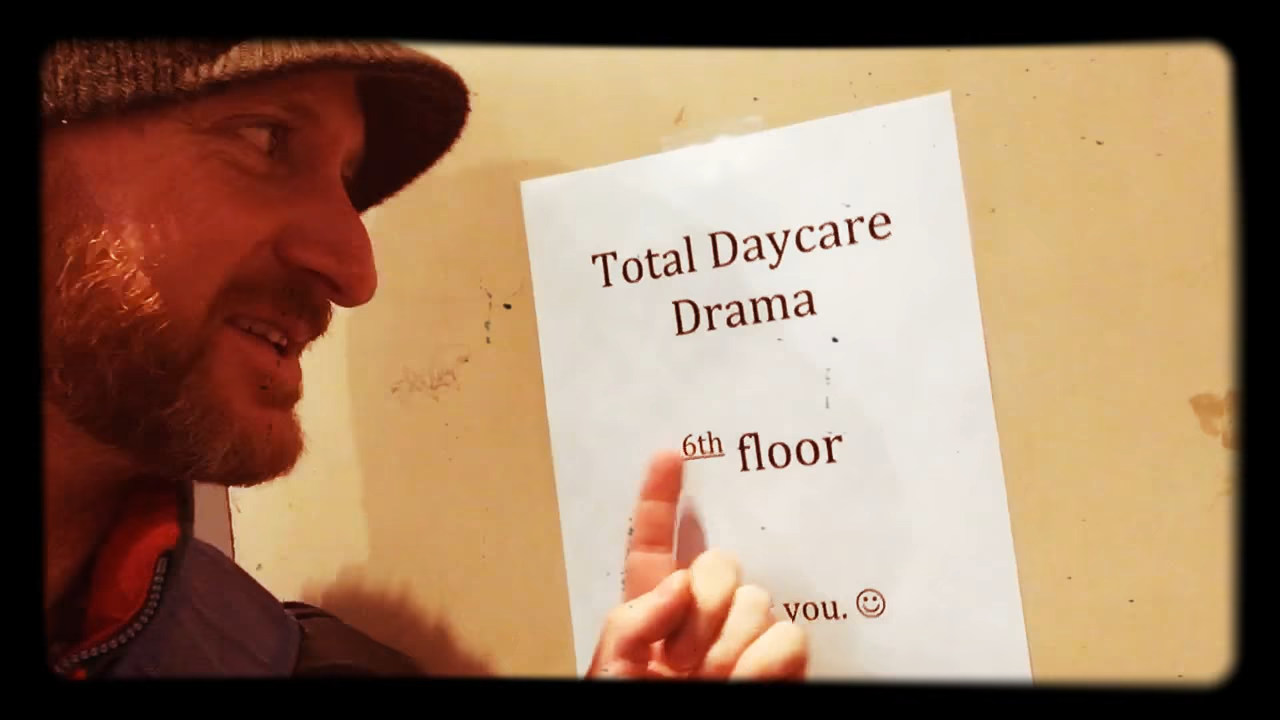 Total Daycare
Drama
6th floor
you. ☺